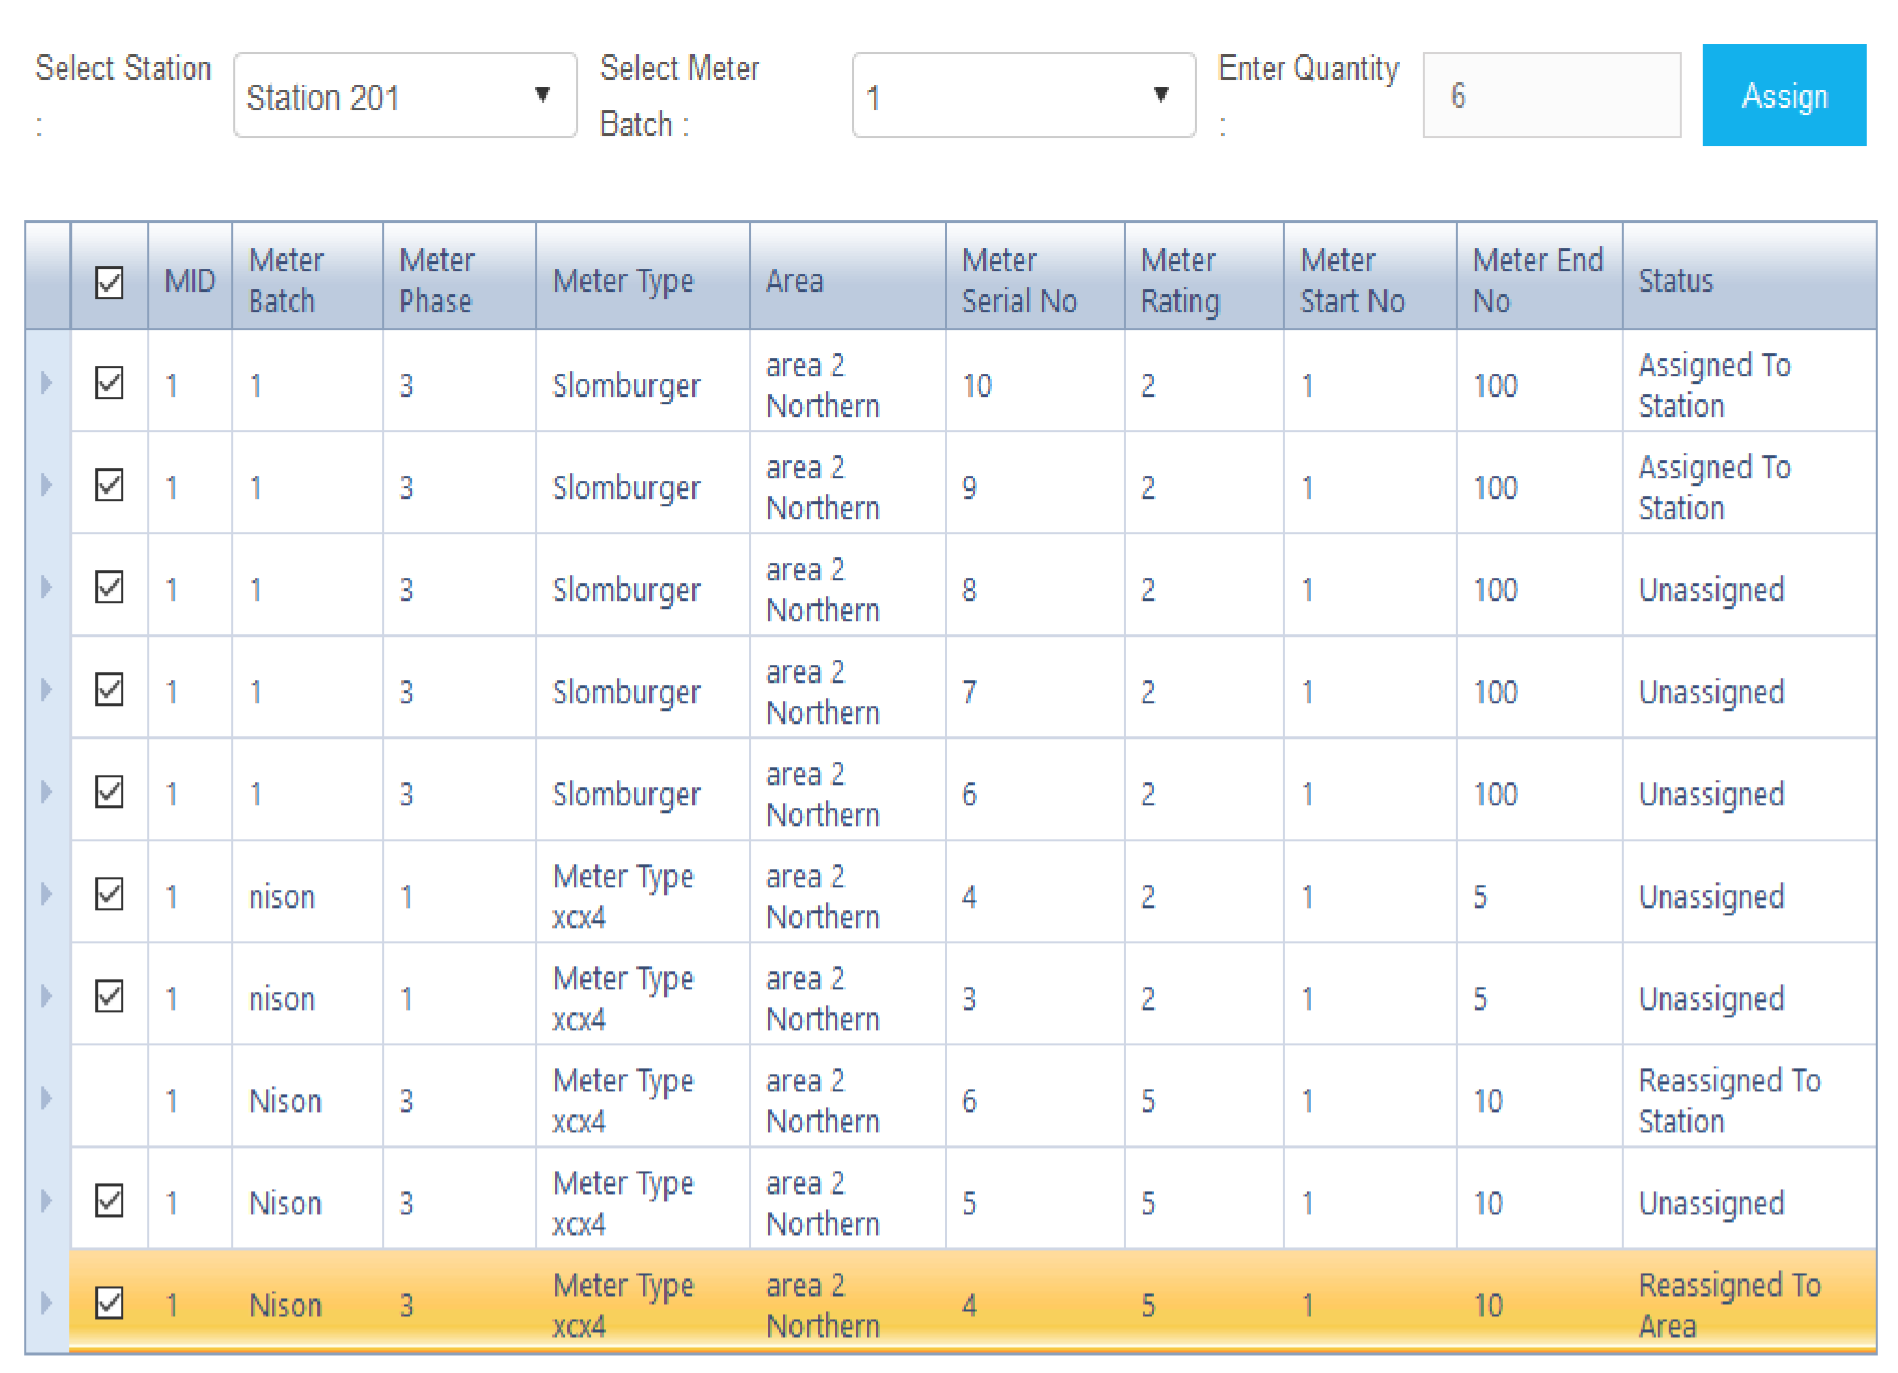 Select Station : Station 201 Select Meter Batch : 1 Enter Quantity : 6 Assign
MID Meter Batch Meter Phase Meter Type Area Meter Serial No Meter Rating Meter Start No Meter End No Status
1 1 3 Slomburger area 2 Northern 10 2 1 100 Assigned To Station
1 1 3 Slomburger area 2 Northern 9 2 1 100 Assigned To Station
1 1 3 Slomburger area 2 Northern 8 2 1 100 Unassigned
1 1 3 Slomburger area 2 Northern 7 2 1 100 Unassigned
1 1 3 Slomburger area 2 Northern 6 2 1 100 Unassigned
1 nison 1 Meter Type xcx4 area 2 Northern 4 2 1 5 Unassigned
1 nison 1 Meter Type xcx4 area 2 Northern 3 2 1 5 Unassigned
1 Nison 3 Meter Type xcx4 area 2 Northern 6 5 1 10 Reassigned To Station
1 Nison 3 Meter Type xcx4 area 2 Northern 5 5 1 10 Unassigned
1 Nison 3 Meter Type xcx4 area 2 Northern 4 5 1 10 Reassigned To Area